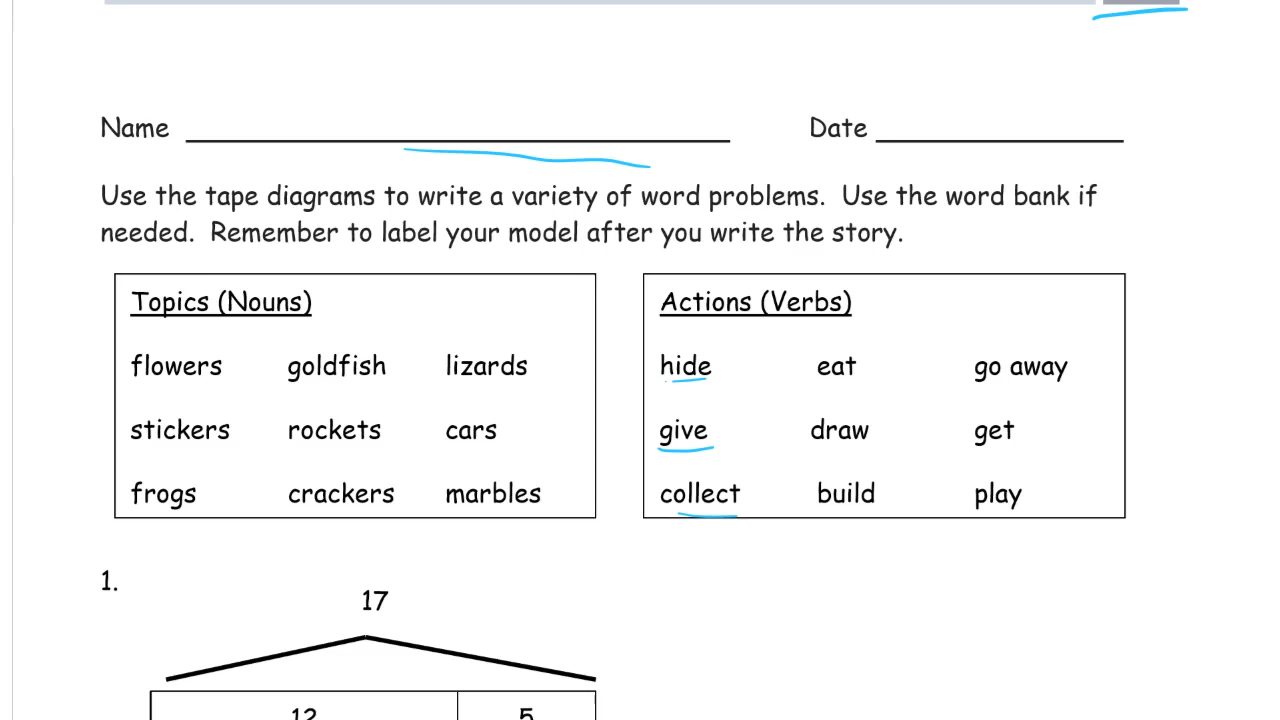 Name Date
Use the tape diagrams to write a variety of word problems. Use the word bank if
needed. Remember to label your model after you write the story.
Topics (Nouns)
flowers goldfish lizards
stickers rockets cars
frogs crackers marbles
Actions (Verbs)
hide eat go away
give draw get
collect build play
1.
17
12 5